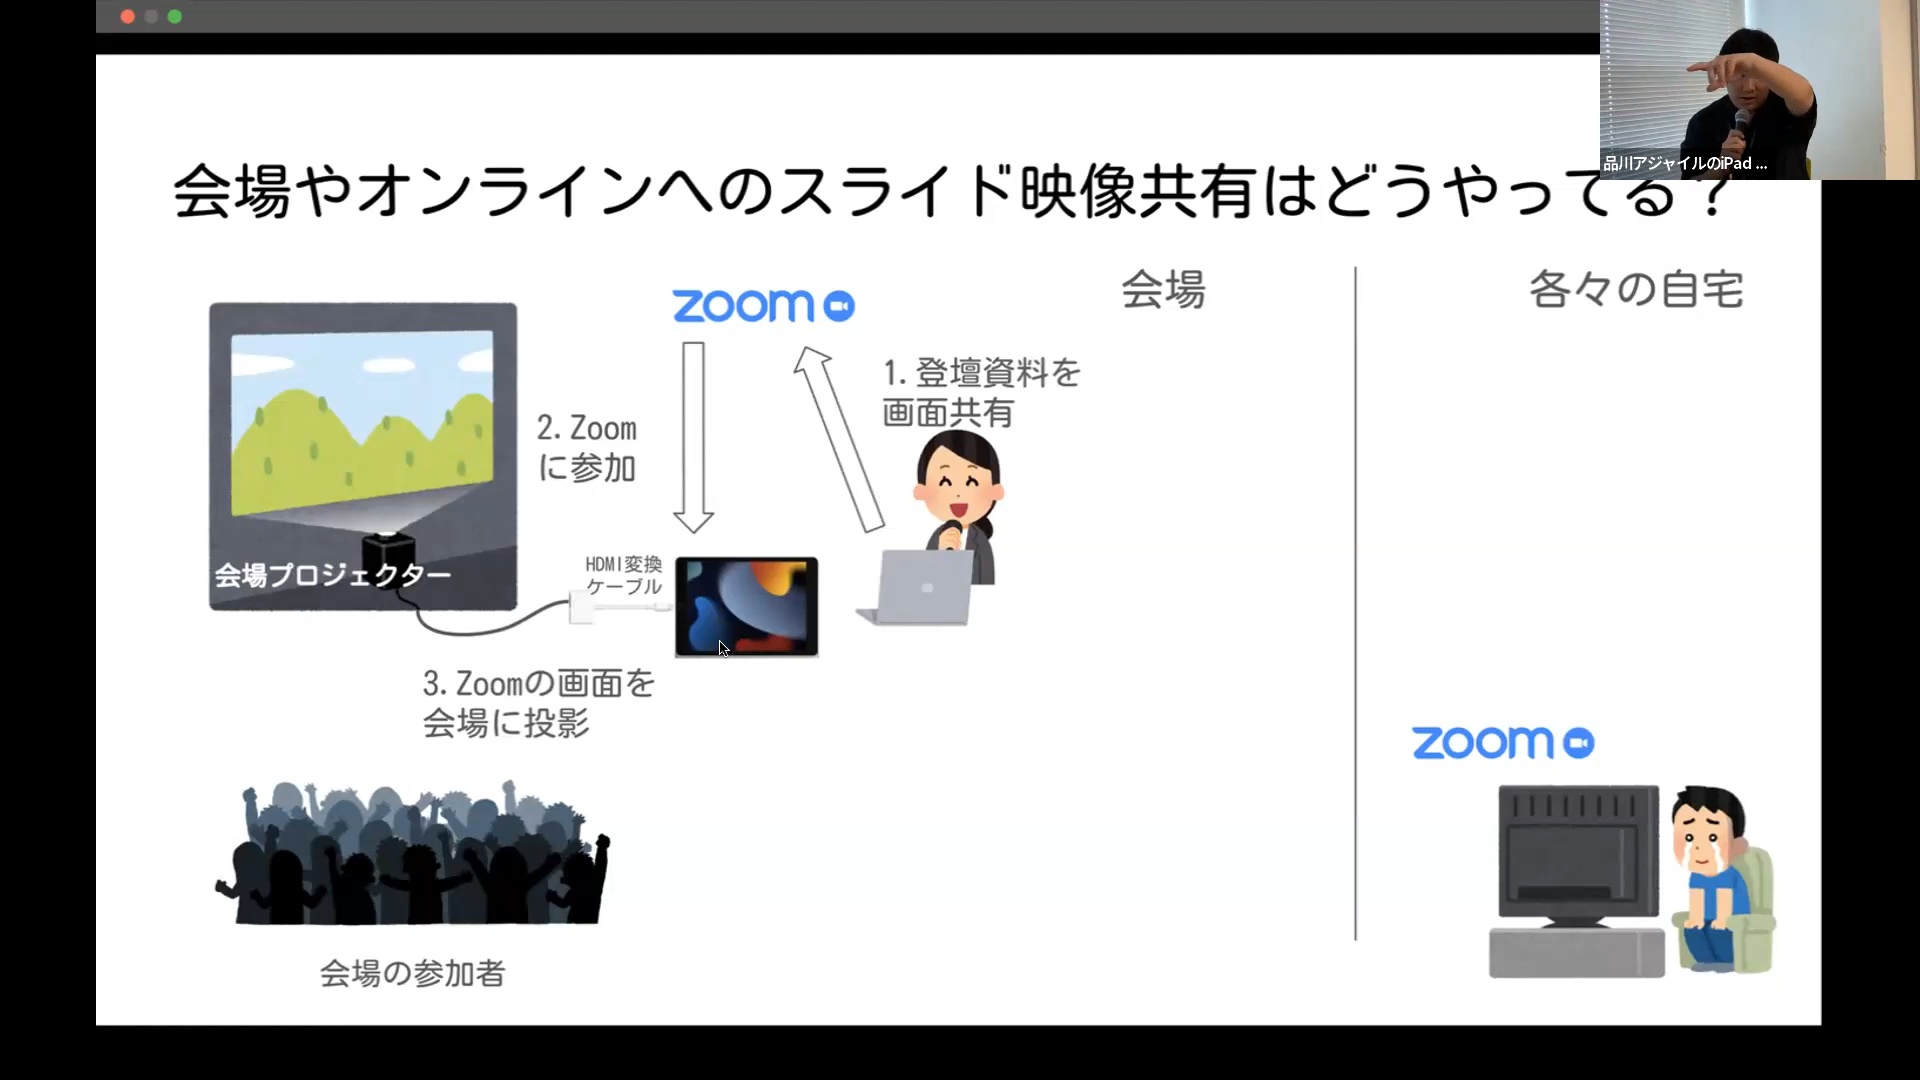 品川アジャイルのiPad ...
会場やオンラインへのスライド映像共有はどうやってる？
会場
各々の自宅
zoom
1. 登壇資料を
画面共有
2. Zoom
に参加
HDMI変換
ケーブル
会場プロジェクター
3. Zoomの画面を
会場に投影
zoom
会場の参加者